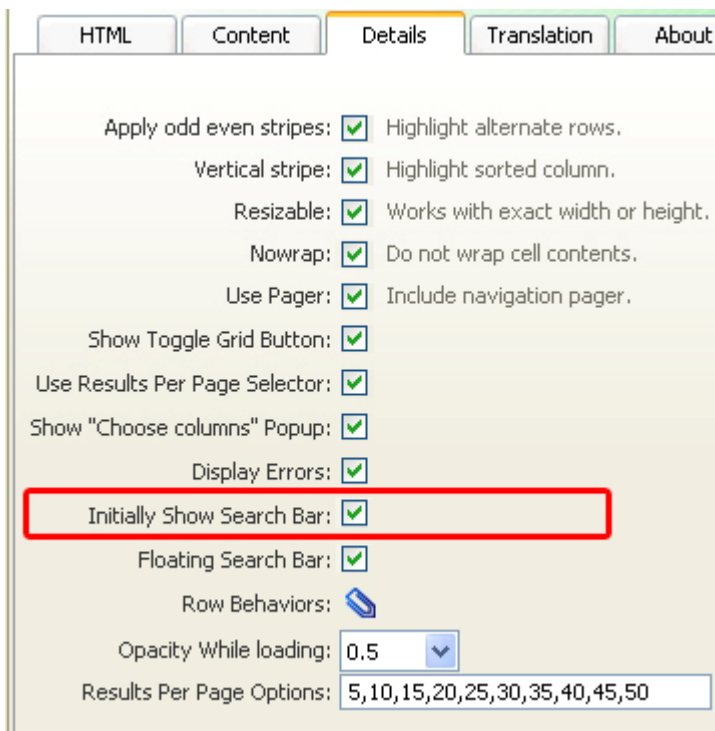 HTML Content Details Translation About
Apply odd even stripes: Highlight alternate rows.
Vertical stripe: Highlight sorted column.
Resizable: Works with exact width or height.
Nowrap: Do not wrap cell contents.
Use Pager: Include navigation pager.
Show Toggle Grid Button:
Use Results Per Page Selector:
Show "Choose columns" Popup:
Display Errors:
Initially Show Search Bar:
Floating Search Bar:
Row Behaviors:
Opacity While loading: 0.5
Results Per Page Options: 5,10,15,20,25,30,35,40,45,50